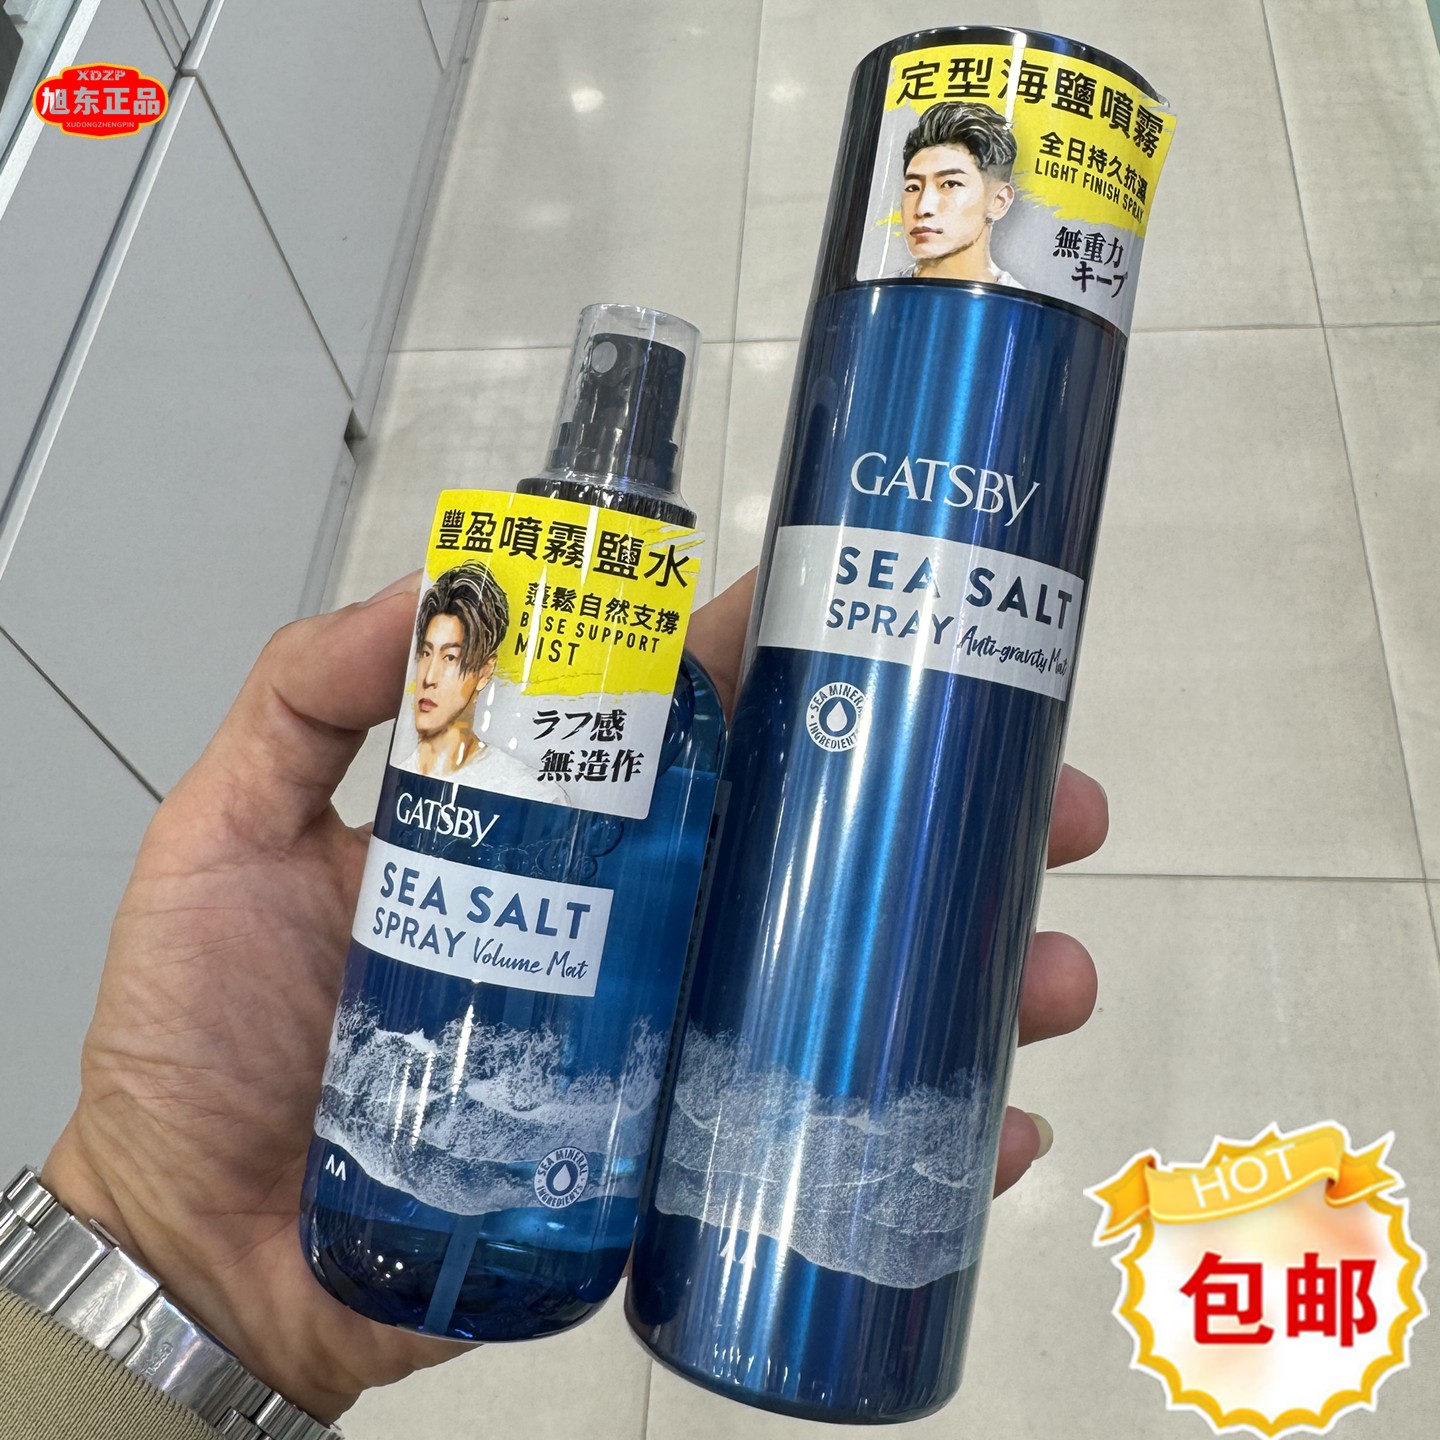 XDZP
旭东正品
XUDONGZHENGPIN
定型海鹽噴霧
全日持久抗濕
LIGHT FINISH SPRAY
無重力
キープ
GATSBY
SEA SALT
SPRAY Anti-gravity Mat
SEA MINERAL
INGREDIENT
豐盈噴霧鹽水
蓬鬆自然支撐
BASE SUPPORT
MIST
ラフ感
無造作
GATSBY
SEA SALT
SPRAY Volume Mat
SEA MINERAL
INGREDIENTS
HOT
包邮